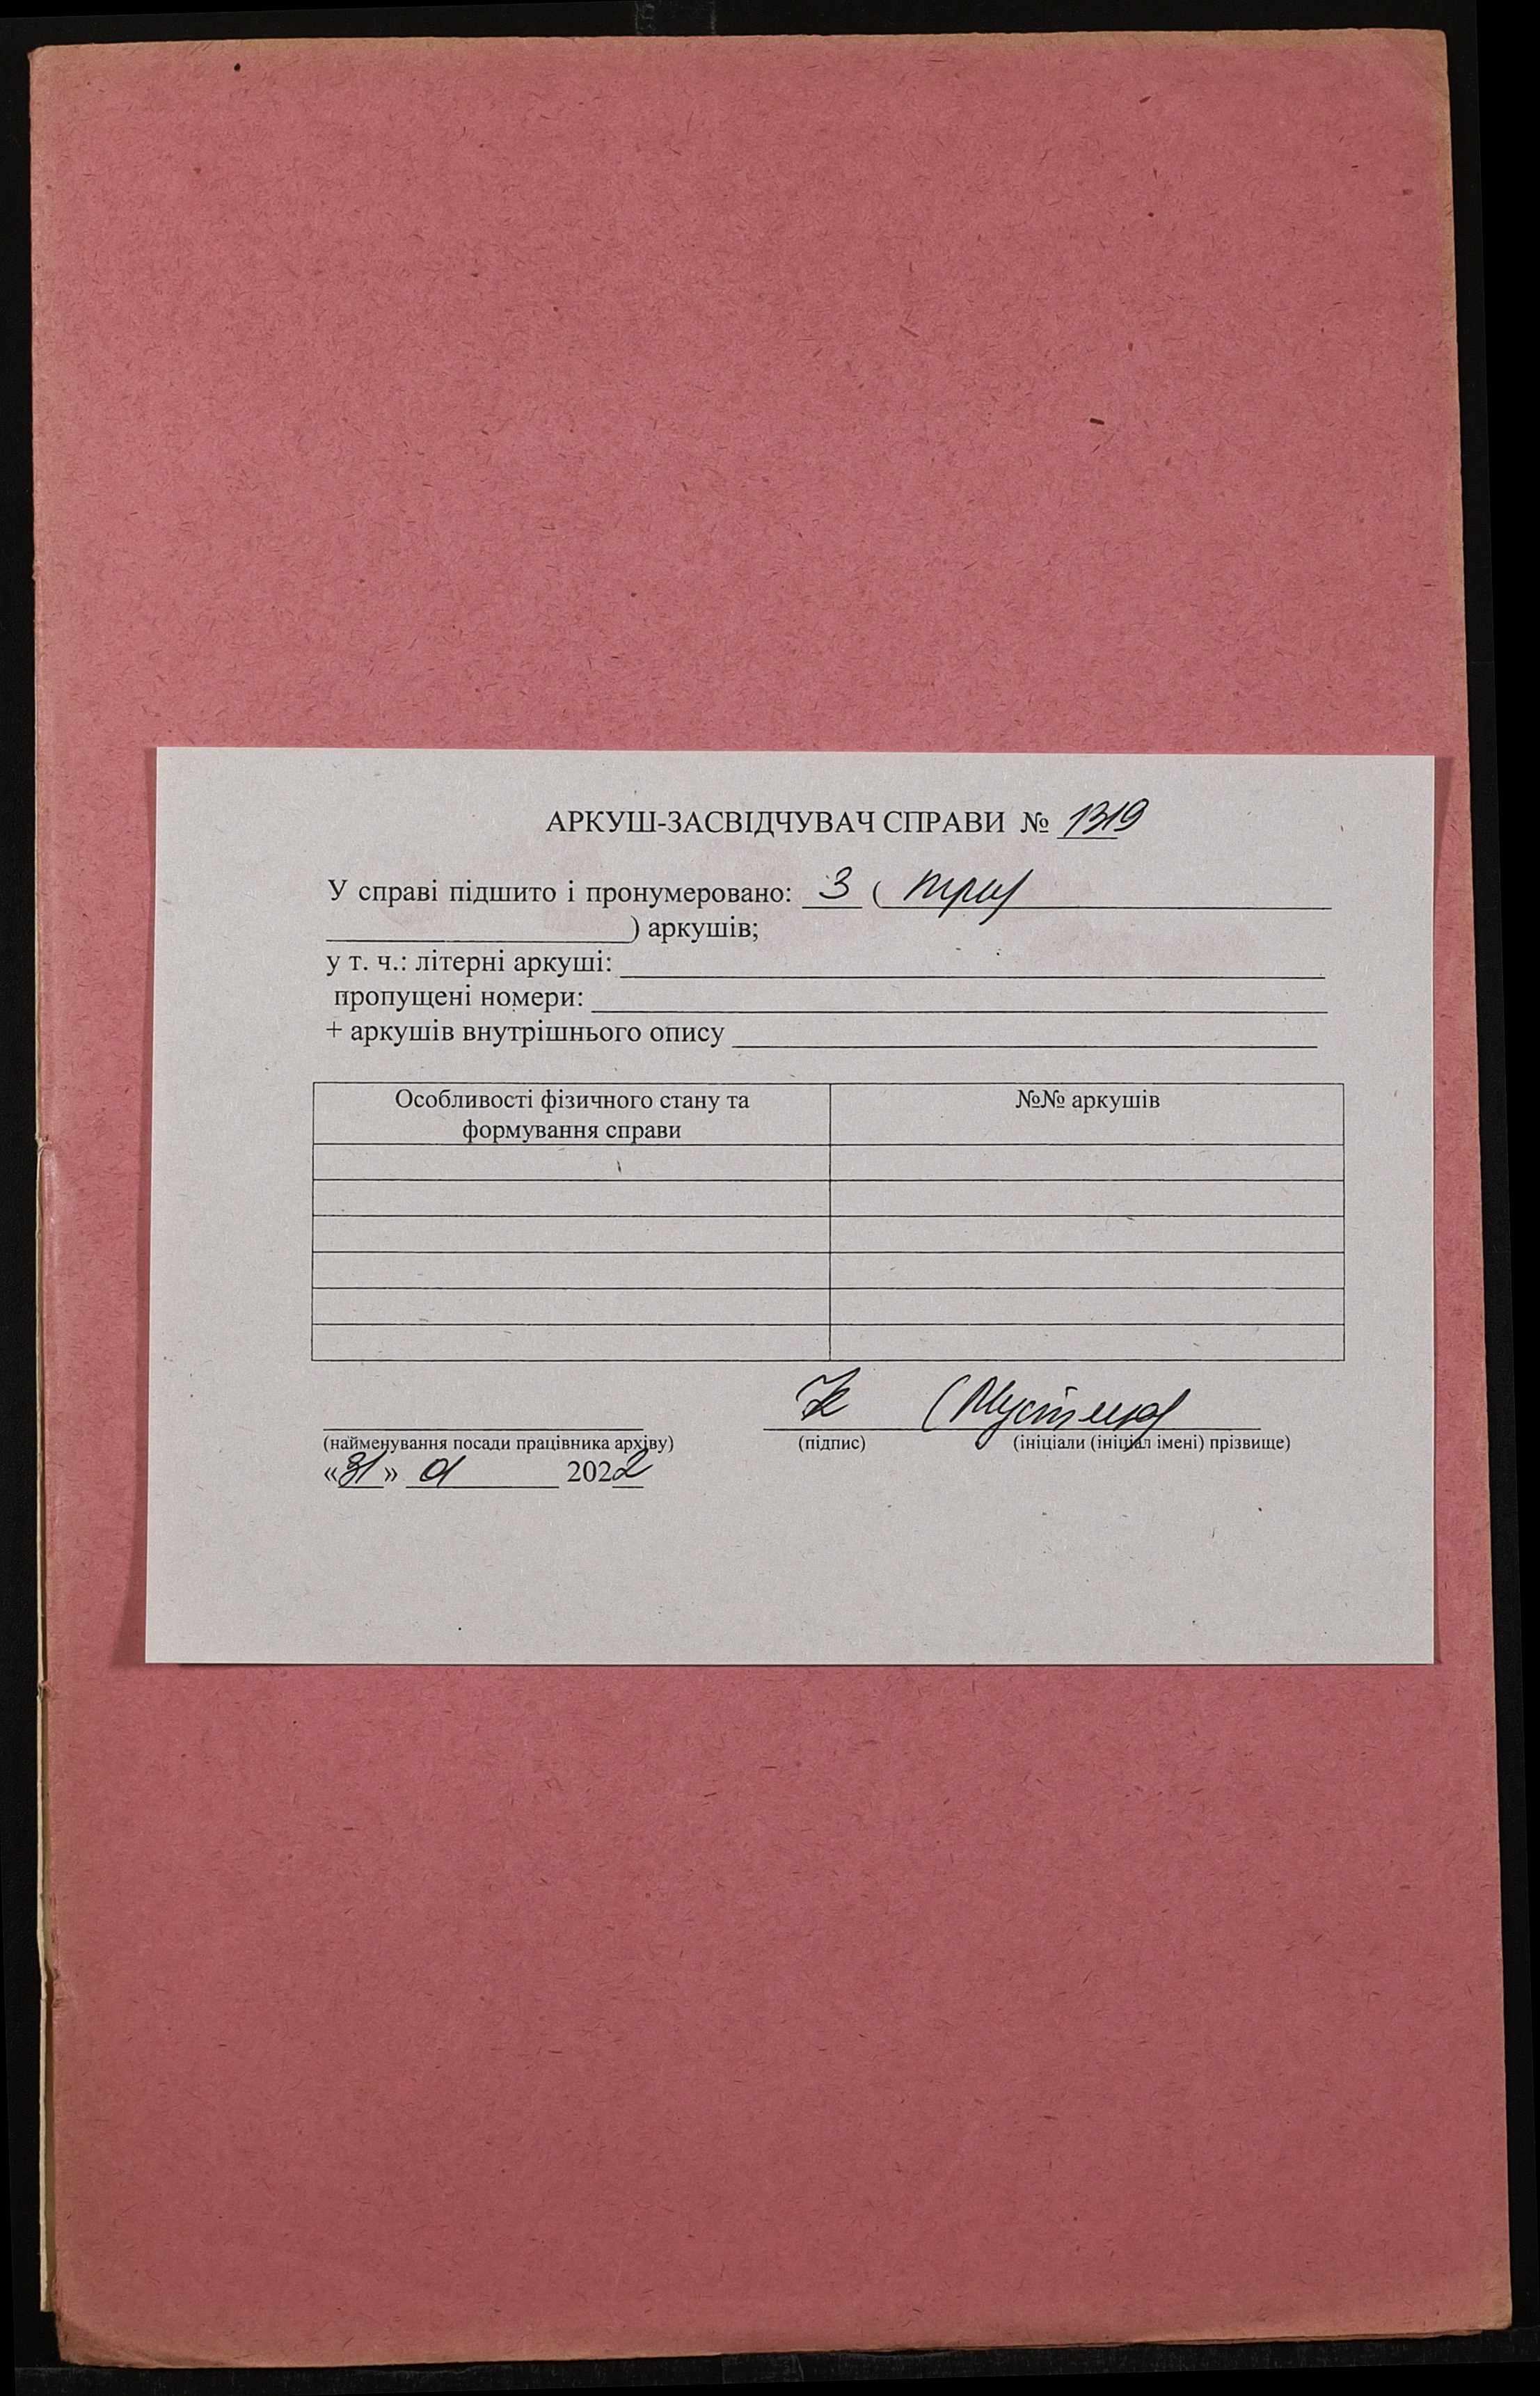 АРКУШ-ЗАСВІДЧУВАЧ СПРАВИ № 1319
У справі підшито і пронумеровано: 3 ( три
) аркушів;
у т. ч.: літерні аркуші:
пропущені номери:
+ аркушів внутрішнього опису
Особливості фізичного стану та
формування справи
№№ аркушів
(найменування посади працівника архіву)
(підпис)
(ініціали (ініціал імені) прізвище)
«31» 01 2022